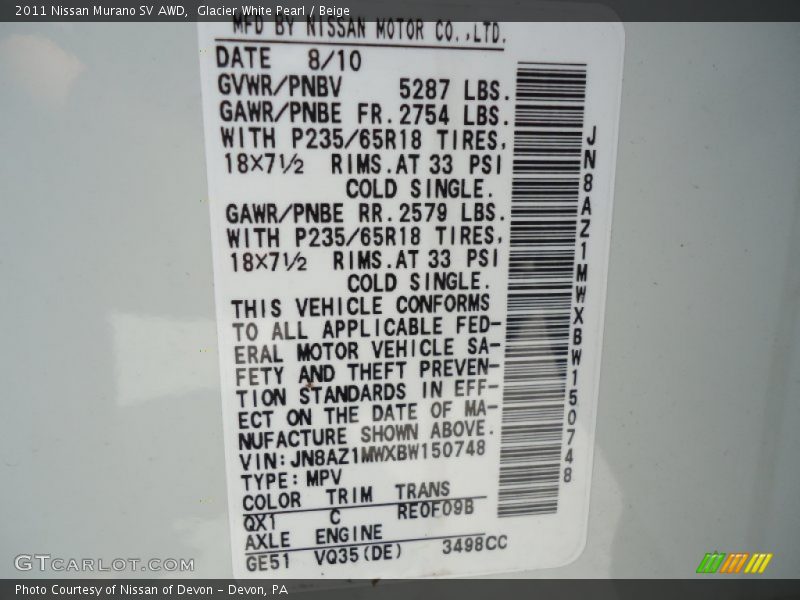 2011 Nissan Murano SV AWD,  Glacier White Pearl / Beige
MFD BY NISSAN MOTOR CO.,LTD.
DATE 8/10
GVWR/PNBV 5287 LBS.
GAWR/PNBE FR.2754 LBS.
WITH P235/65R18 TIRES,
18×7½ RIMS.AT 33 PSI
COLD SINGLE.
GAWR/PNBE RR.2579 LBS.
WITH P235/65R18 TIRES,
18×7½ RIMS.AT 33 PSI
COLD SINGLE.
THIS VEHICLE CONFORMS
TO ALL APPLICABLE FED-
ERAL MOTOR VEHICLE SA-
FETY AND THEFT PREVEN-
TION STANDARDS IN EFF-
ECT ON THE DATE OF MA-
NUFACTURE SHOWN ABOVE.
VIN:JN8AZ1MWXBW150748
TYPE: MPV
COLOR TRIM TRANS
QX1 C RE0F09B
AXLE ENGINE
GE51 VQ35(DE) 3498CC
JN8AZ1MWXBW150748
GTCARLOT.COM
Photo Courtesy of Nissan of Devon - Devon, PA